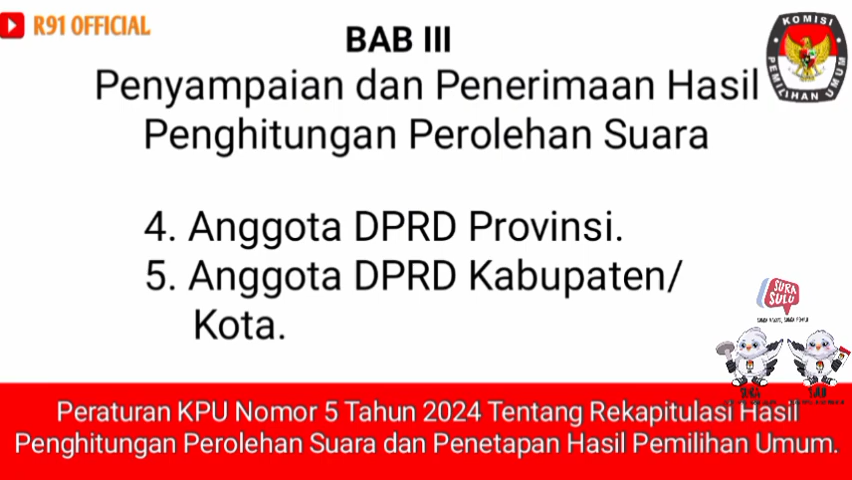 R91 OFFICIAL
BAB III
KOMISI
PEMILIHAN UMUM
Penyampaian dan Penerimaan Hasil
Penghitungan Perolehan Suara
4. Anggota DPRD Provinsi.
5. Anggota DPRD Kabupaten/
Kota.
SURA
SULU
Peraturan KPU Nomor 5 Tahun 2024 Tentang Rekapitulasi Hasil
Penghitungan Perolehan Suara dan Penetapan Hasil Pemilihan Umum.